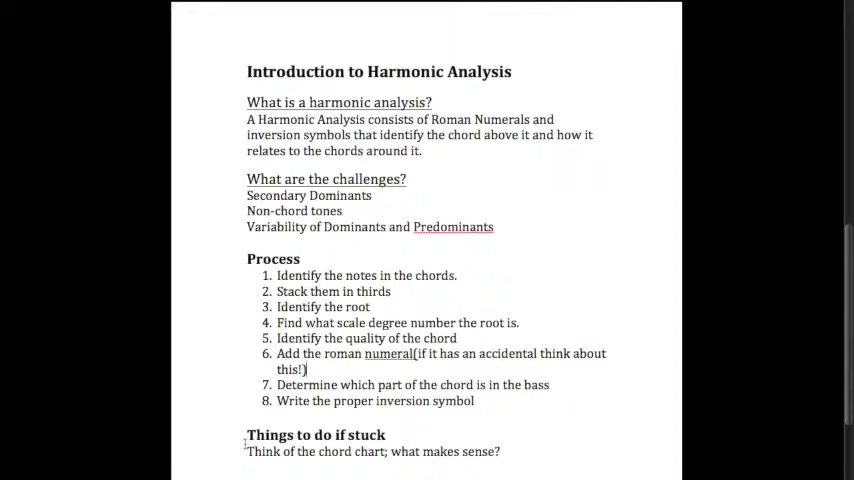 Introduction to Harmonic Analysis
What is a harmonic analysis?
A Harmonic Analysis consists of Roman Numerals and
inversion symbols that identify the chord above it and how it
relates to the chords around it.
What are the challenges?
Secondary Dominants
Non-chord tones
Variability of Dominants and Predominants
Process
1. Identify the notes in the chords.
2. Stack them in thirds
3. Identify the root
4. Find what scale degree number the root is.
5. Identify the quality of the chord
6. Add the roman numeral(if it has an accidental think about
this!)
7. Determine which part of the chord is in the bass
8. Write the proper inversion symbol
Things to do if stuck
Think of the chord chart; what makes sense?